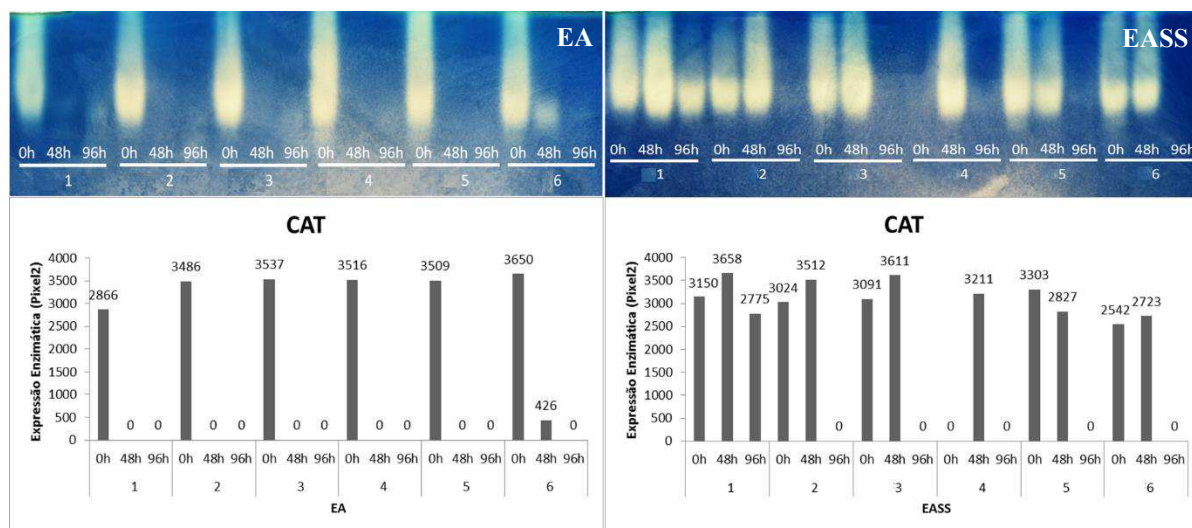 EA
0h 48h 96h 0h 48h 96h 0h 48h 96h 0h 48h 96h 0h 48h 96h 0h 48h 96h
1 2 3 4 5 6
CAT
Expressão Enzimática (Pixel2)
4000
3500
3000
2500
2000
1500
1000
500
0
2866 0 0 3486 0 0 3537 0 0 3516 0 0 3509 0 0 3650 426 0
0h 48h 96h 0h 48h 96h 0h 48h 96h 0h 48h 96h 0h 48h 96h 0h 48h 96h
1 2 3 4 5 6
EA
EASS
0h 48h 96h 0h 48h 96h 0h 48h 96h 0h 48h 96h 0h 48h 96h 0h 48h 96h
1 2 3 4 5 6
CAT
Expressão Enzimática (Pixel2)
4000
3500
3000
2500
2000
1500
1000
500
0
3150 3658 2775 3024 3512 0 3091 3611 0 0 3211 0 3303 2827 0 2542 2723 0
0h 48h 96h 0h 48h 96h 0h 48h 96h 0h 48h 96h 0h 48h 96h 0h 48h 96h
1 2 3 4 5 6
EASS